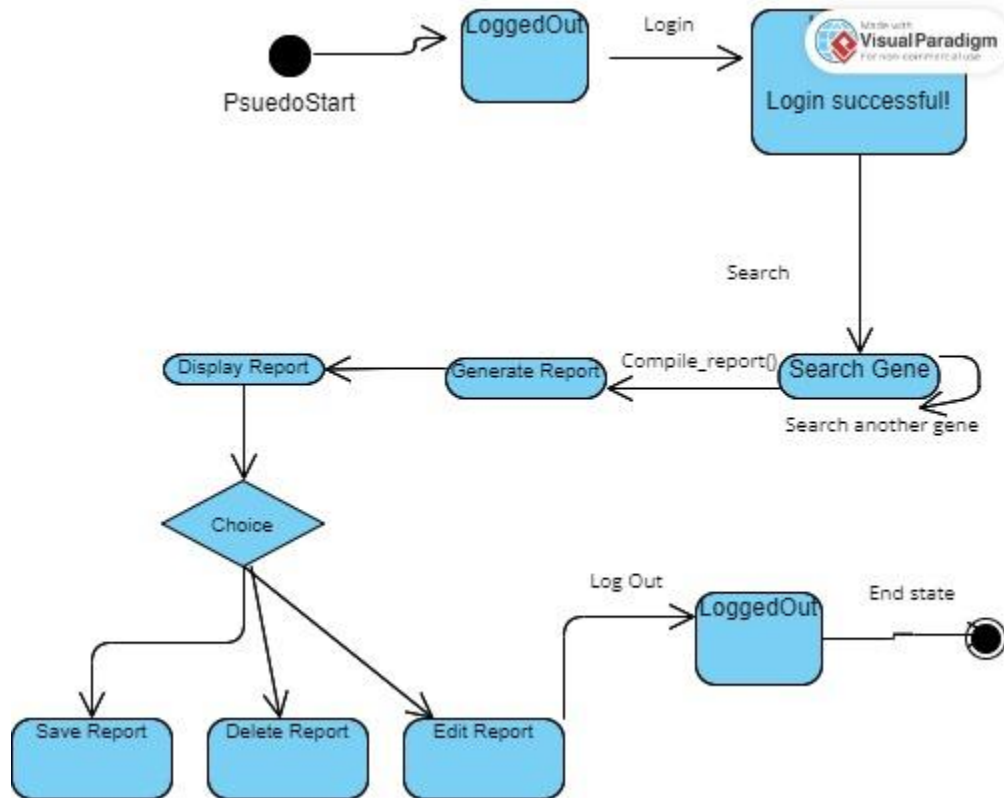 LoggedOut
Login
Made with
Visual Paradigm
For non-commercial use
PsuedoStart
Login successful!
Search
Display Report
Generate Report
Compile_report()
Search Gene
Search another gene
Choice
Log Out
LoggedOut
End state
Save Report
Delete Report
Edit Report